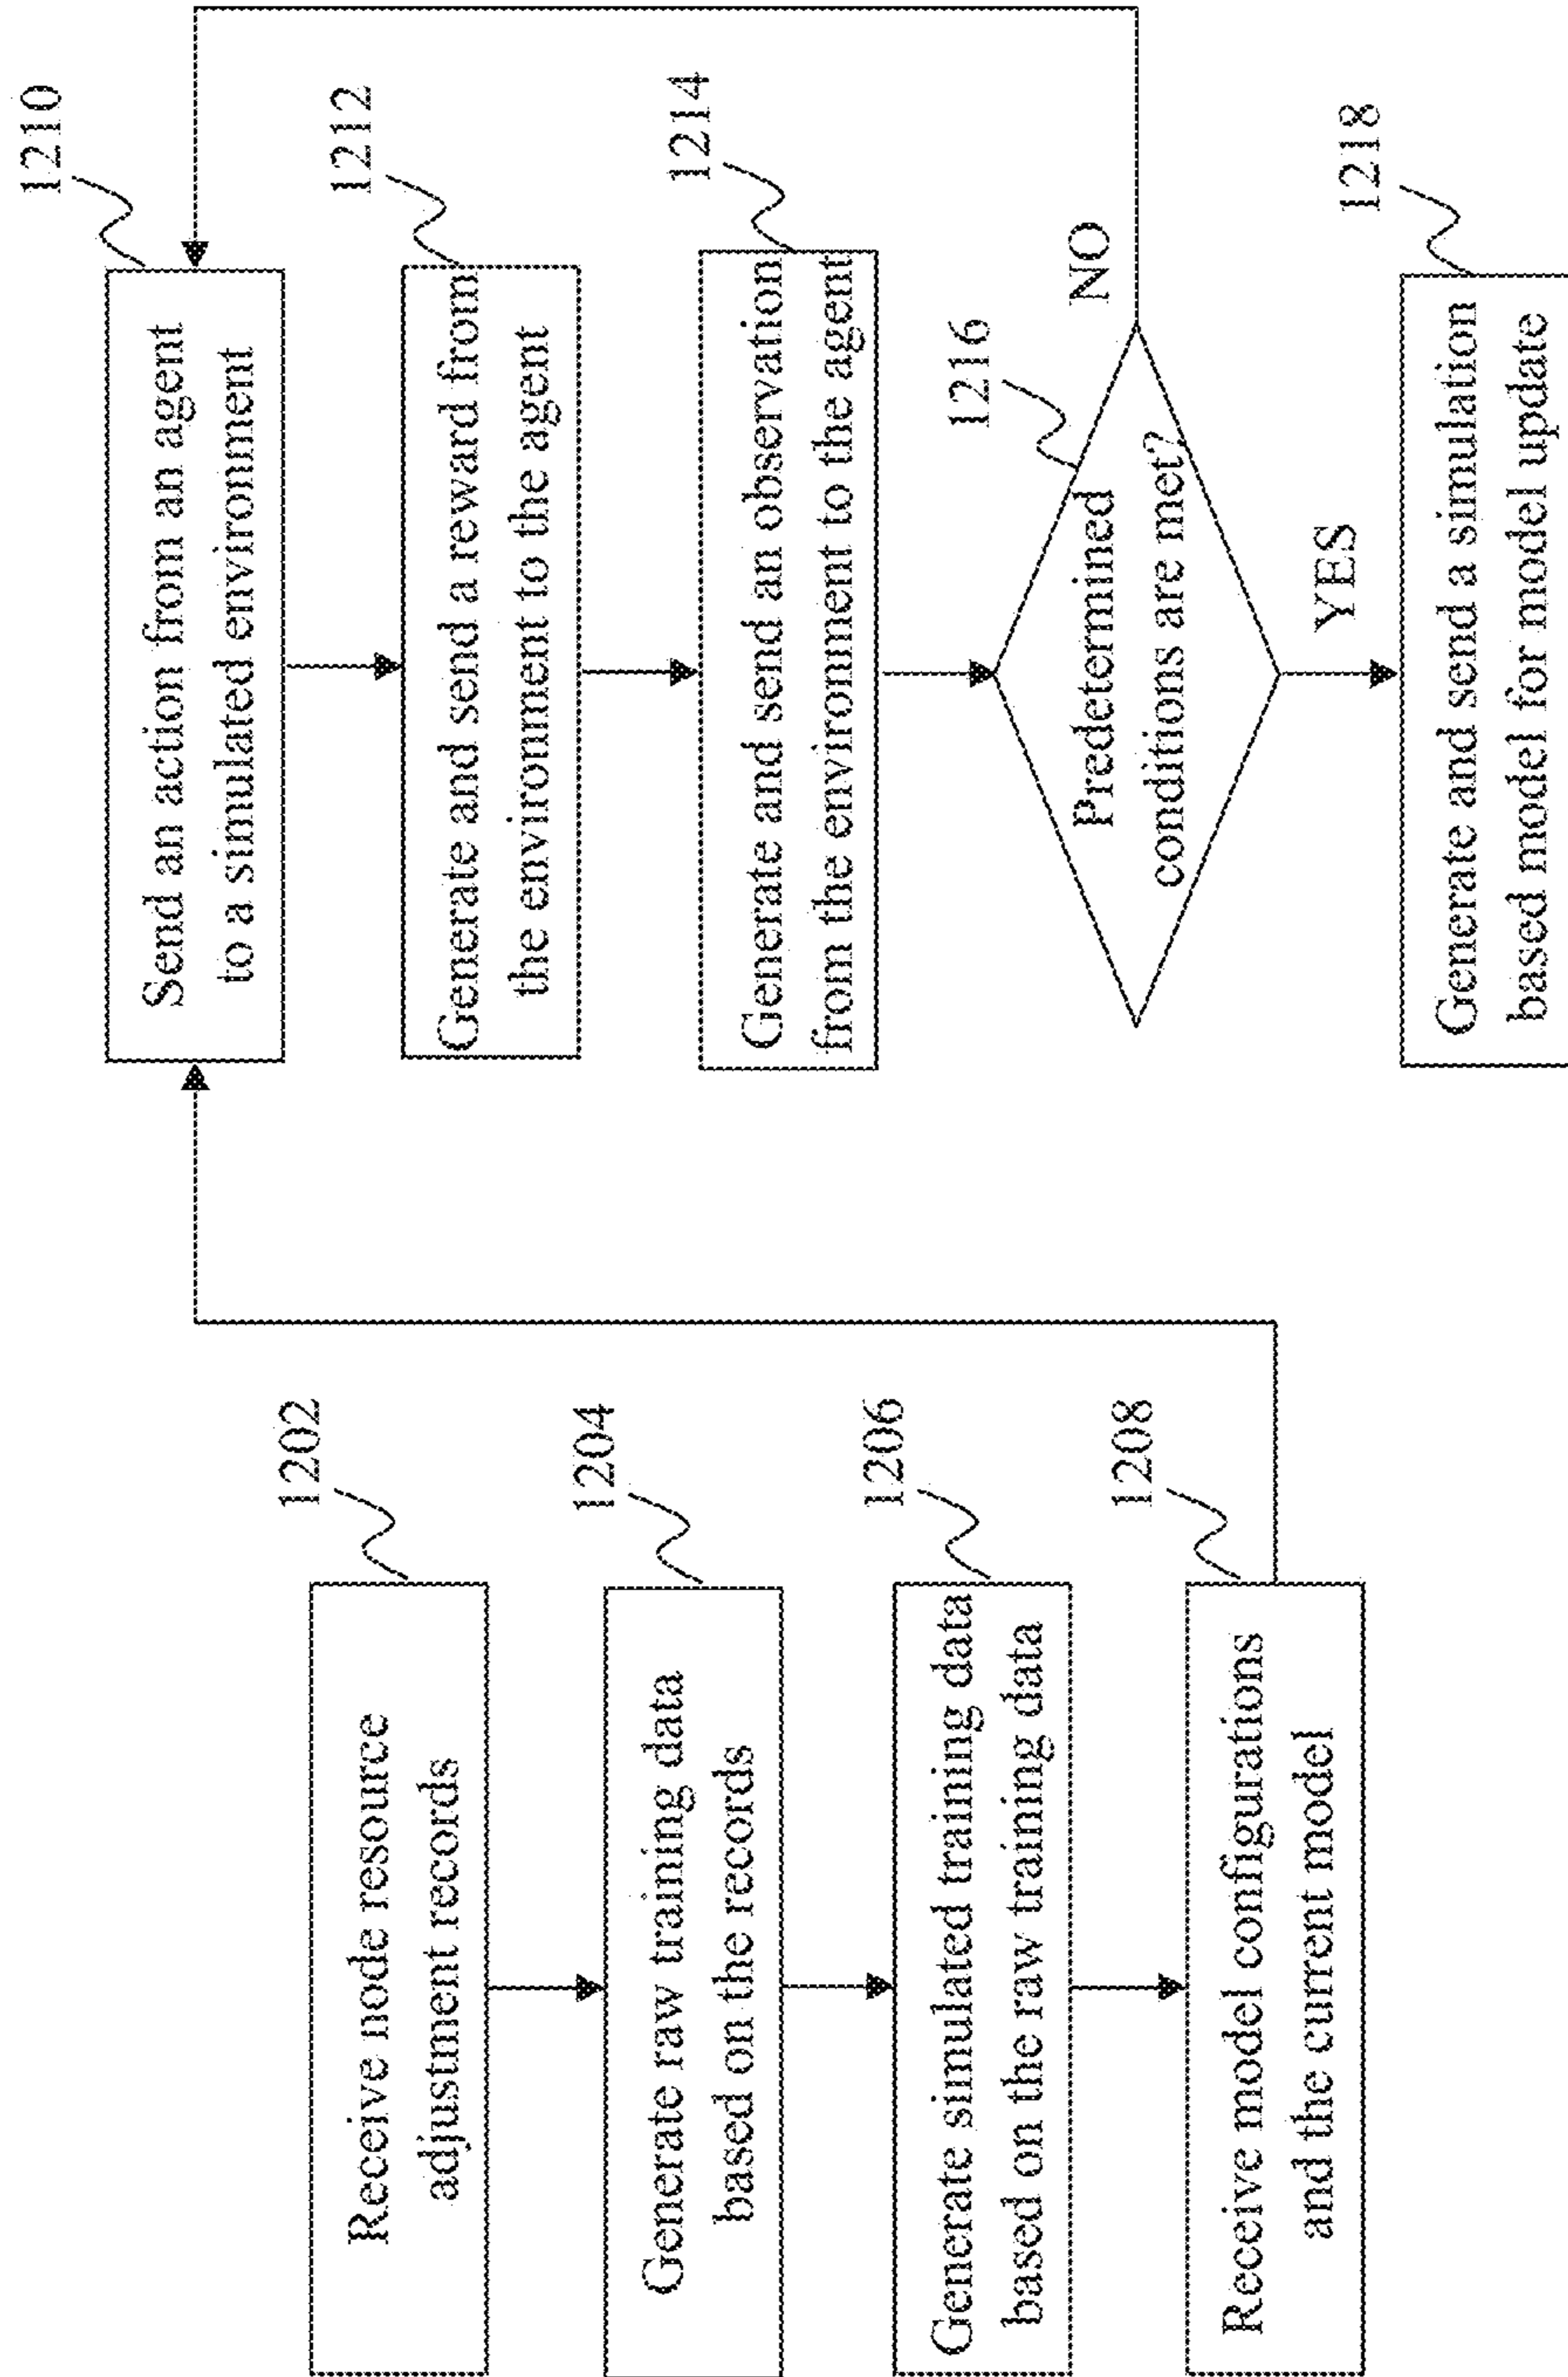 1202
Receive node resource
adjustment records
1204
Generate raw training data
based on the records
1206
Generate simulated training data
based on the raw training data
1208
Receive model configurations
and the current model
1210
Send an action from an agent
to a simulated environment
1212
Generate and send a reward from
the environment to the agent
1214
Generate and send an observation
from the environment to the agent
1216
Predetermined
conditions are met?
NO
YES
1218
Generate and send a simulation
based model for model update